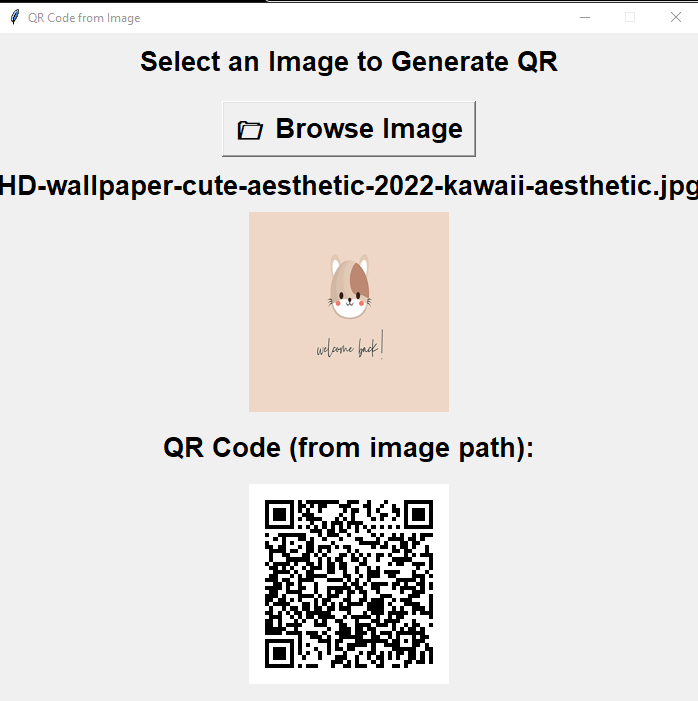 QR Code from Image
Select an Image to Generate QR
Browse Image
HD-wallpaper-cute-aesthetic-2022-kawaii-aesthetic.jpg
welcome back!
QR Code (from image path):